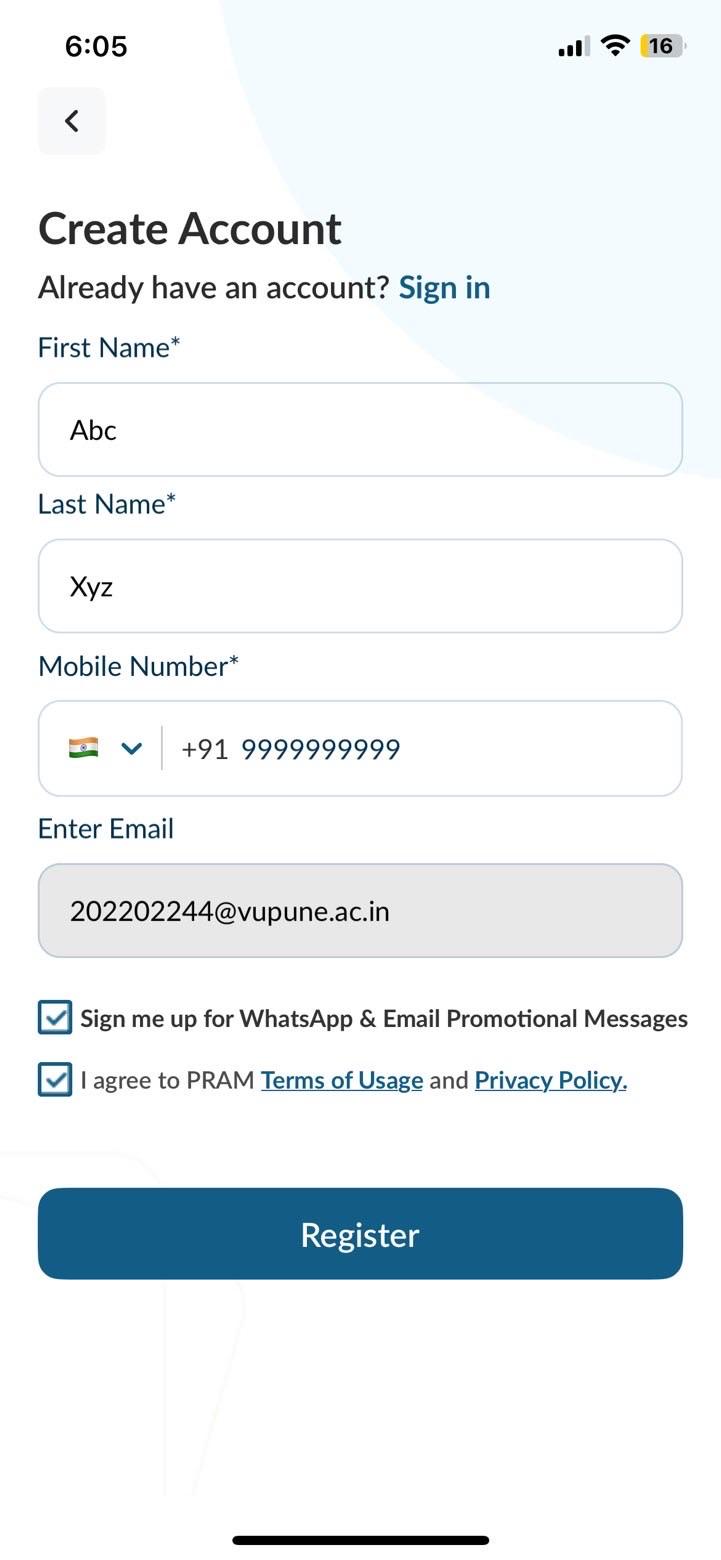 6:05
16
Create Account
Already have an account? Sign in
First Name*
Abc
Last Name*
Xyz
Mobile Number*
+91 9999999999
Enter Email
202202244@vupune.ac.in
Sign me up for WhatsApp & Email Promotional Messages
I agree to PRAM Terms of Usage and Privacy Policy.
Register